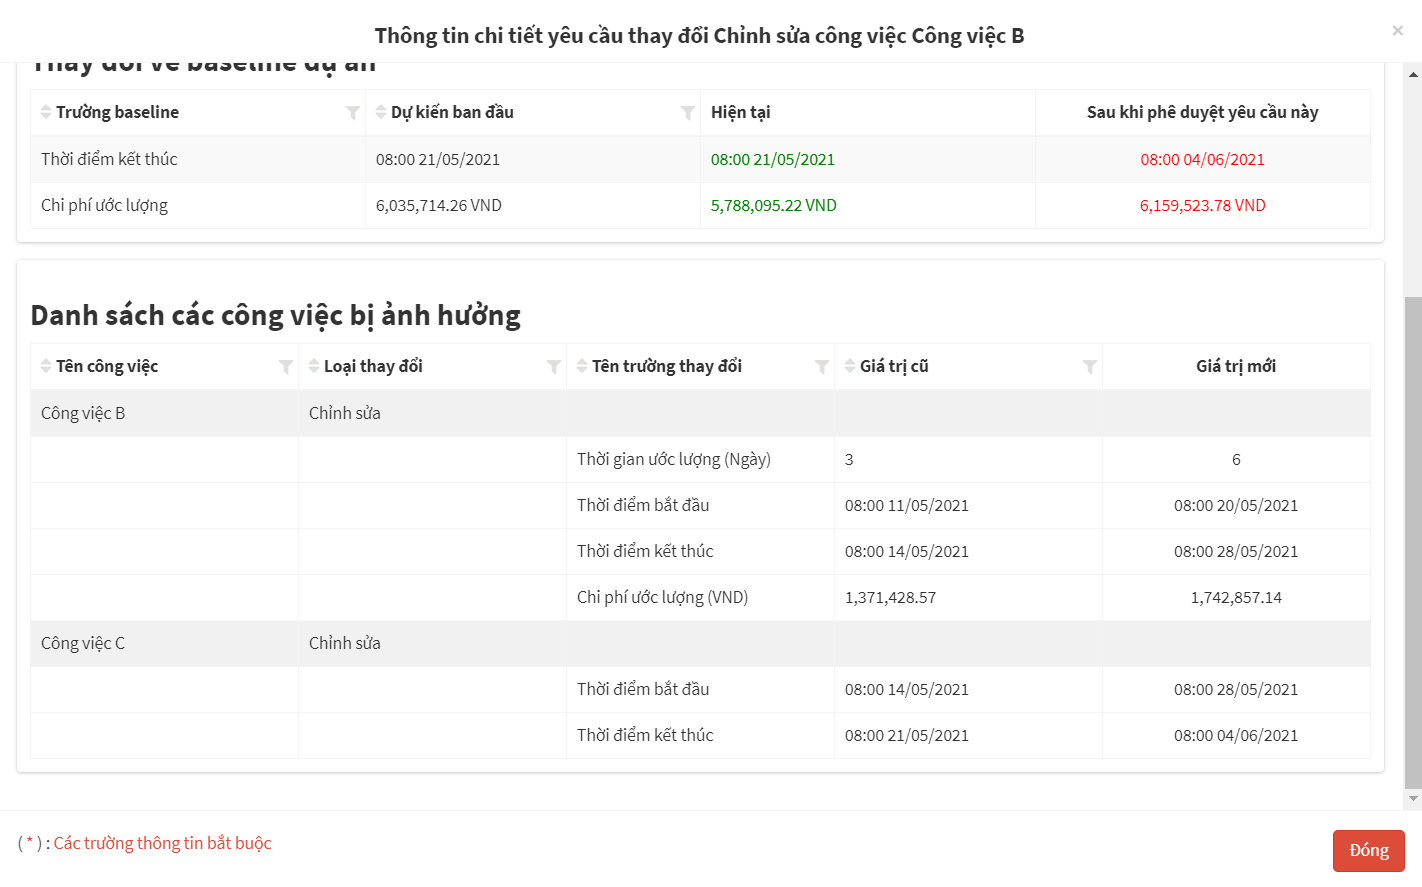 Thông tin chi tiết yêu cầu thay đổi Chỉnh sửa công việc Công việc B
×
Thay đổi về baseline dự án
Trường baseline Dự kiến ban đầu Hiện tại Sau khi phê duyệt yêu cầu này
Thời điểm kết thúc 08:00 21/05/2021 08:00 21/05/2021 08:00 04/06/2021
Chi phí ước lượng 6,035,714.26 VND 5,788,095.22 VND 6,159,523.78 VND
Danh sách các công việc bị ảnh hưởng
Tên công việc Loại thay đổi Tên trường thay đổi Giá trị cũ Giá trị mới
Công việc B Chỉnh sửa
Thời gian ước lượng (Ngày) 3 6
Thời điểm bắt đầu 08:00 11/05/2021 08:00 20/05/2021
Thời điểm kết thúc 08:00 14/05/2021 08:00 28/05/2021
Chi phí ước lượng (VND) 1,371,428.57 1,742,857.14
Công việc C Chỉnh sửa
Thời điểm bắt đầu 08:00 14/05/2021 08:00 28/05/2021
Thời điểm kết thúc 08:00 21/05/2021 08:00 04/06/2021
( * ) : Các trường thông tin bắt buộc
Đóng